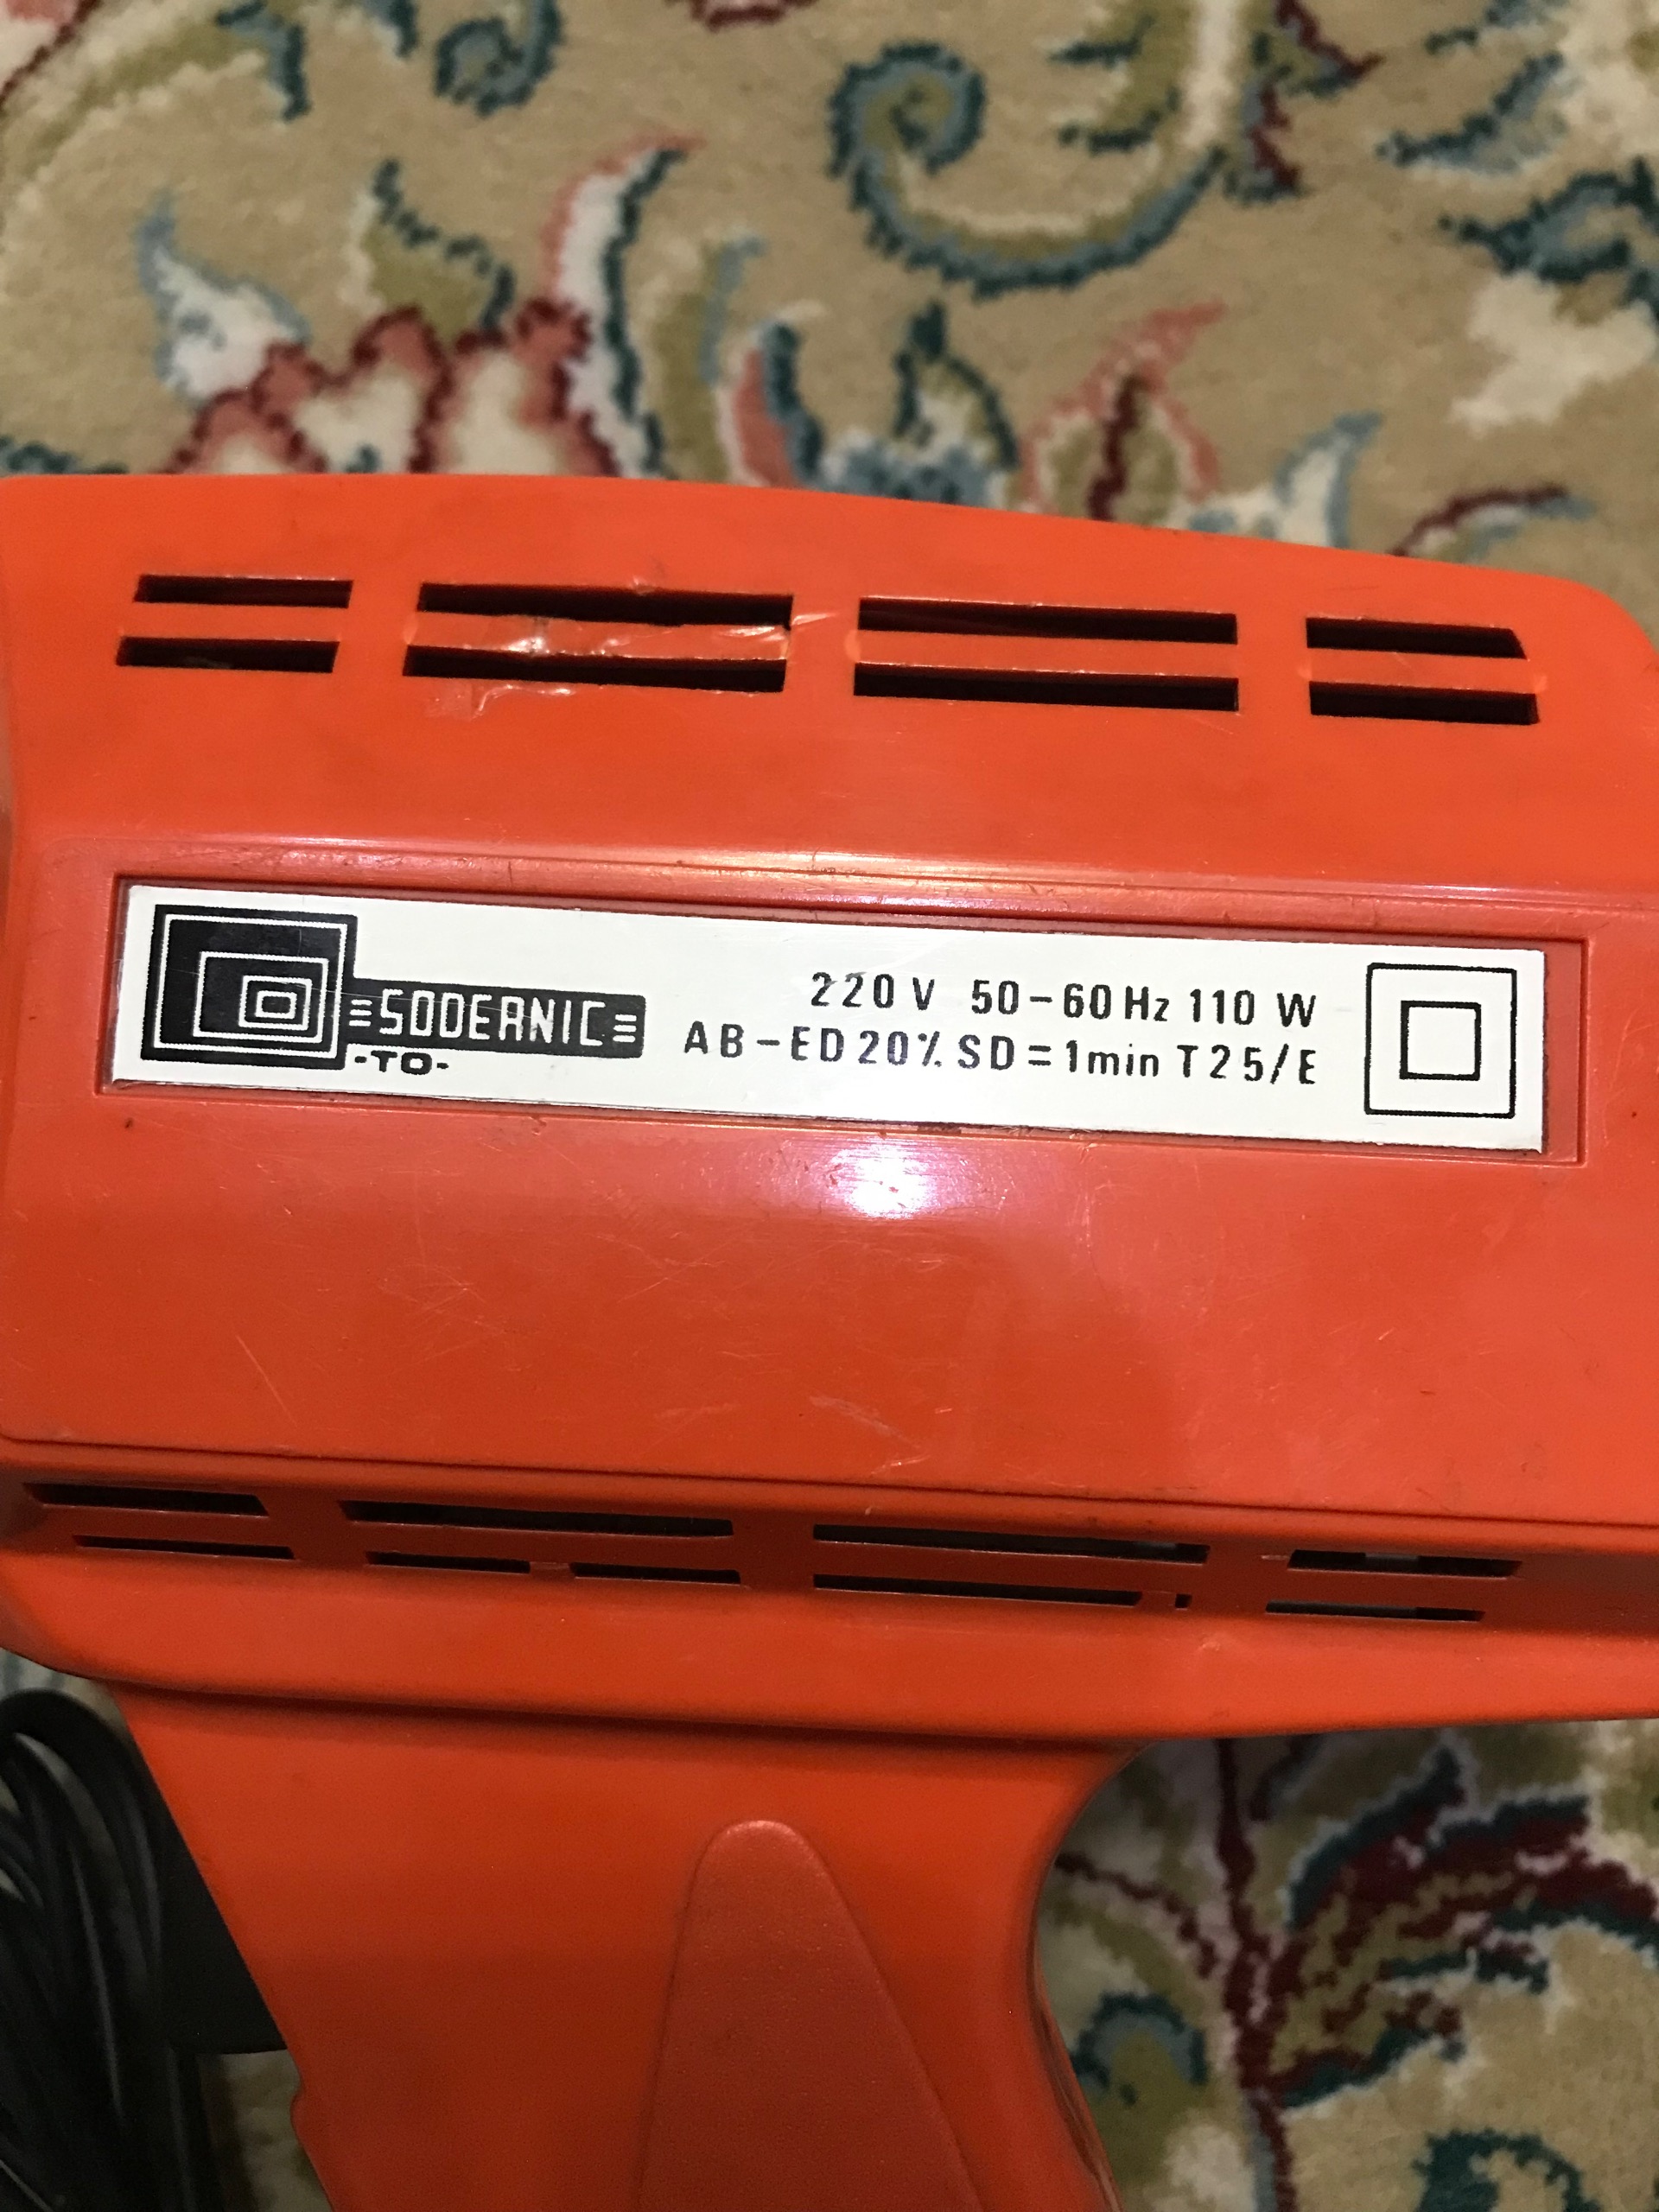 SODERNIC
-TO-
220 V 50-60 Hz 110 W
AB-ED 20% SD=1min T25/E